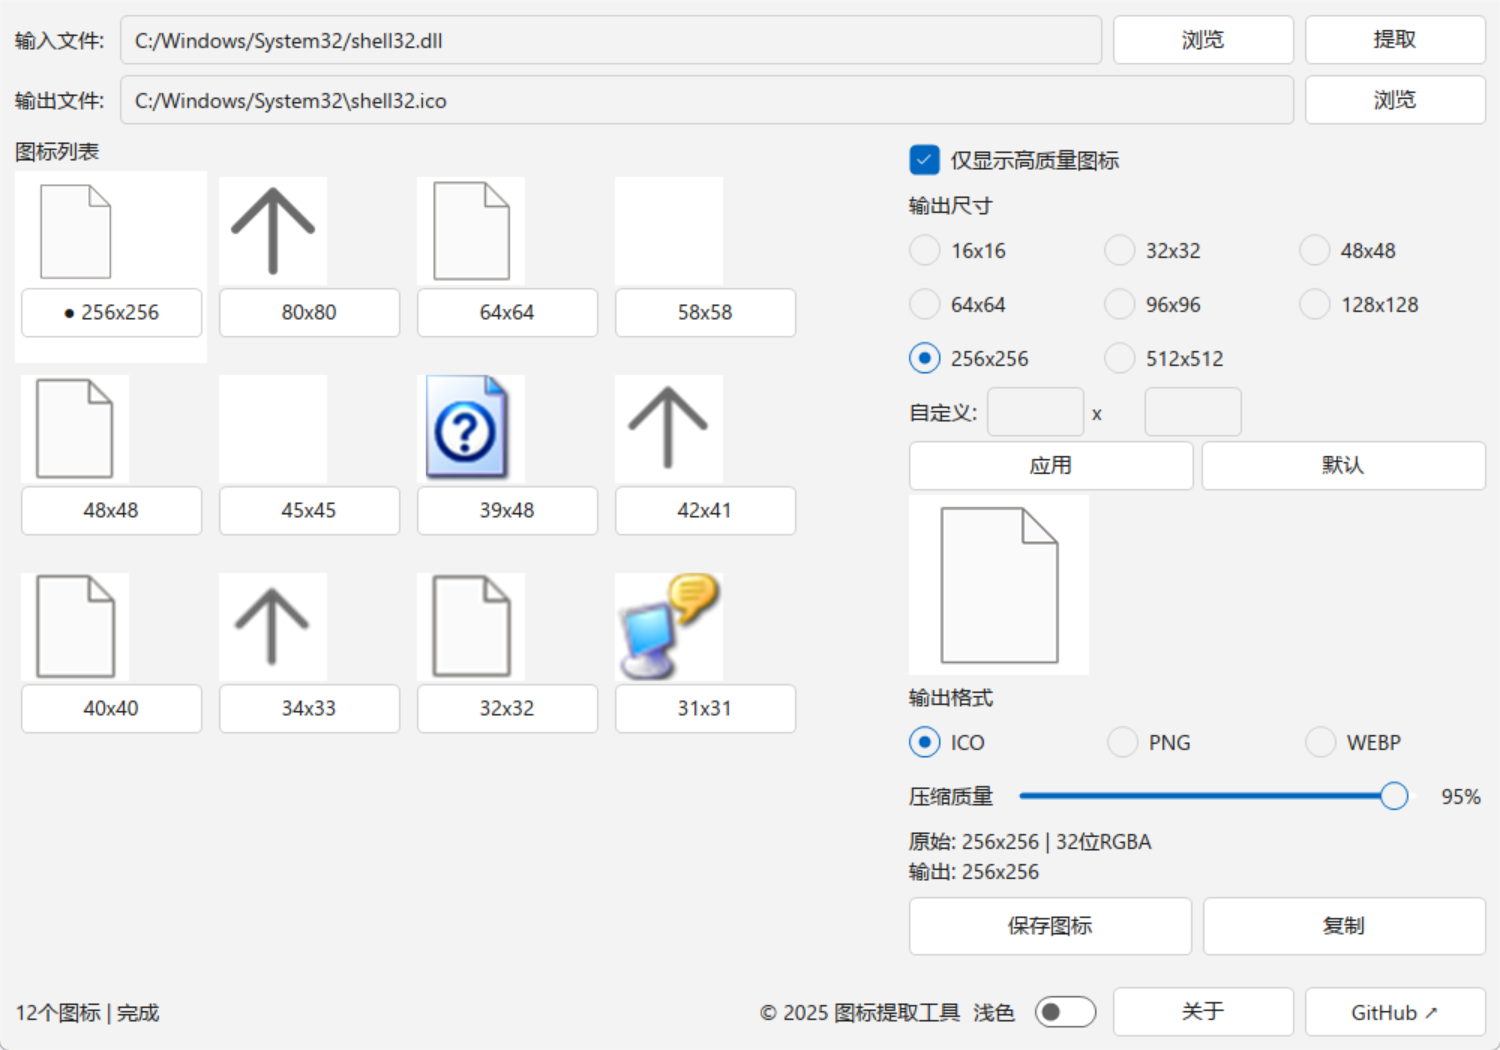 输入文件: C:/Windows/System32/shell32.dll 浏览 提取
输出文件: C:/Windows/System32\shell32.ico 浏览
图标列表
● 256x256 80x80 64x64 58x58
48x48 45x45 39x48 42x41
40x40 34x33 32x32 31x31
仅显示高质量图标
输出尺寸
16x16 32x32 48x48
64x64 96x96 128x128
256x256 512x512
自定义: x
应用 默认
输出格式
ICO PNG WEBP
压缩质量 95%
原始: 256x256 | 32位RGBA
输出: 256x256
保存图标 复制
12个图标 | 完成 © 2025 图标提取工具 浅色 关于 GitHub ↗